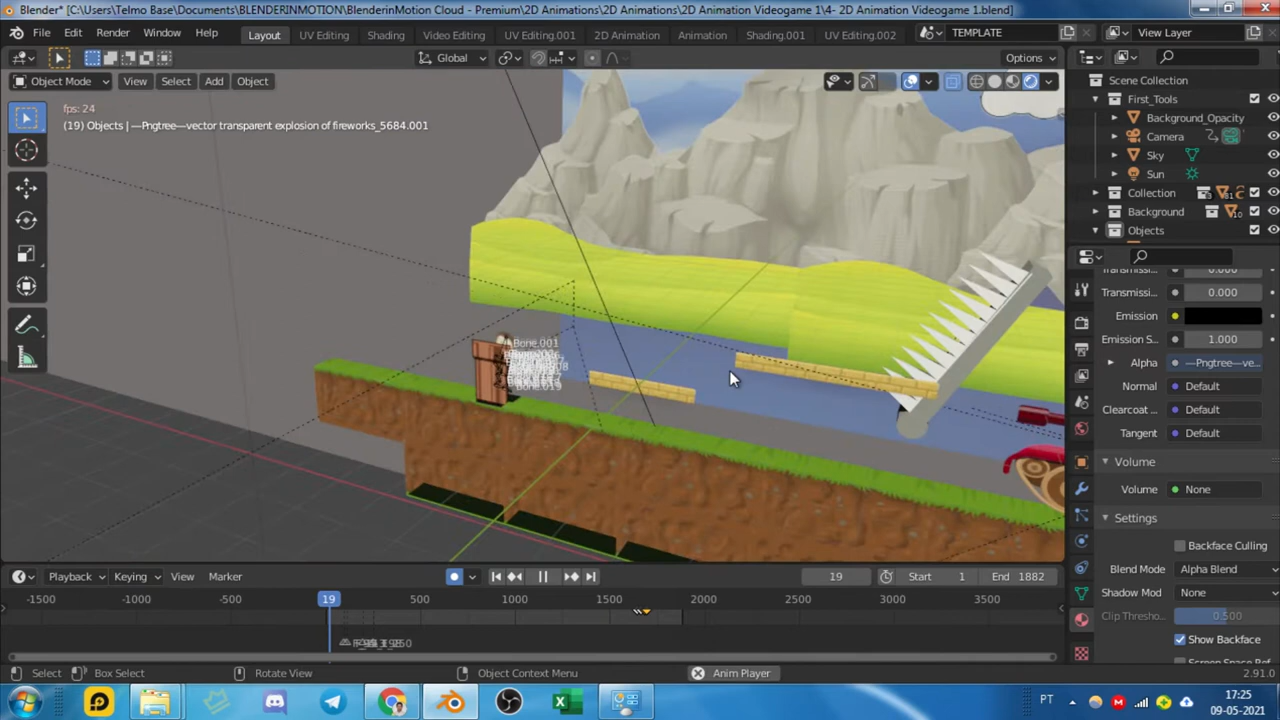 Blender* [C:\Users\Telmo Base\Documents\BLENDERINMOTION\BlenderinMotion Cloud - Premium\2D Animations\2D Animation Videogame 1\4- 2D Animation Videogame 1.blend]
File Edit Render Window Help Layout UV Editing Shading Video Editing UV Editing.001 2D Animation Animation Shading.001 UV Editing.002 TEMPLATE View Layer
Global Options
Object Mode View Select Add Object
Scene Collection
First_Tools
Background_Opacity
Camera
Sky
Sun
Collection
Background
Objects
fps: 24
(19) Objects | —Pngtree—vector transparent explosion of fireworks_5684.001
Bone.001
Transmissi... 0.000
Transmissi... 0.000
Emission
Emission S... 1.000
Alpha —Pngtree—ve...
Normal Default
Clearcoat ... Default
Tangent Default
Volume
Volume None
Settings
Backface Culling
Blend Mode Alpha Blend
Shadow Mod None
Clip Thresho... 0.500
Show Backface
Playback Keying View Marker 19 Start 1 End 1882
-1500 -1000 -500 19 500 1000 1500 2000 2500 3000 3500
Select Box Select Rotate View Object Context Menu Anim Player 2.91.0
PT 17:25
09-05-2021